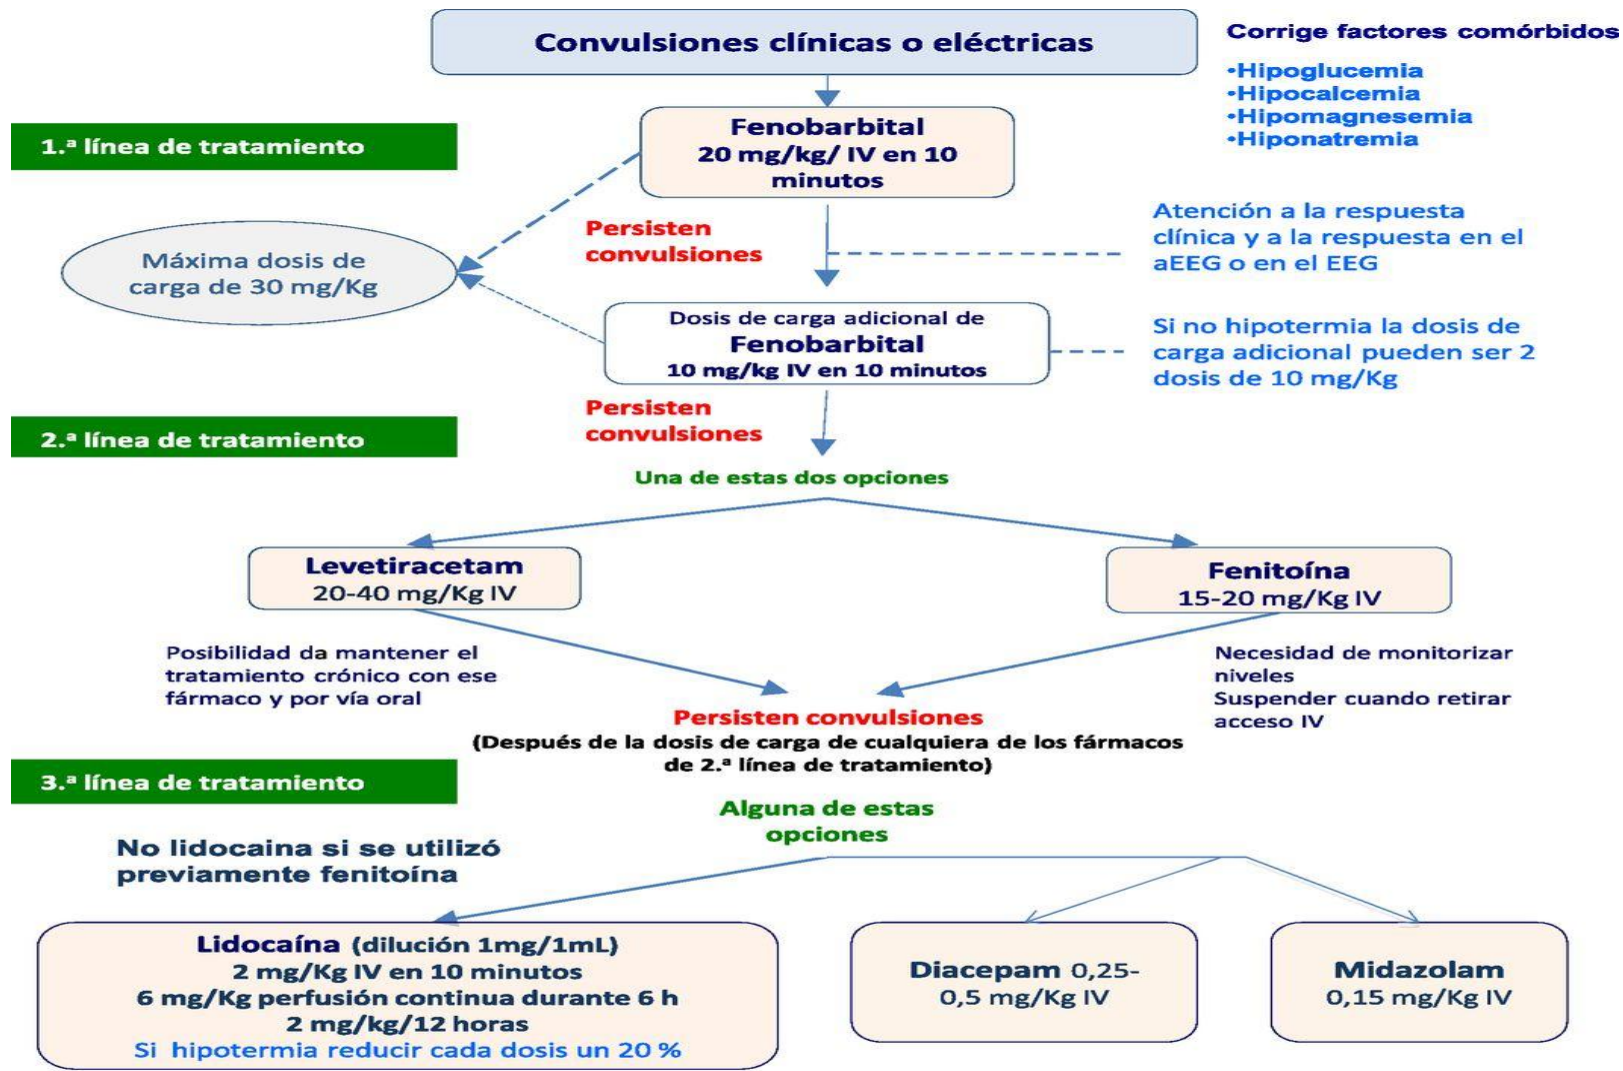 Convulsiones clínicas o eléctricas
Corrige factores comórbidos
•Hipoglucemia
•Hipocalcemia
•Hipomagnesemia
•Hiponatremia
1.ª línea de tratamiento
Fenobarbital
20 mg/kg/ IV en 10
minutos
Persisten
convulsiones
Atención a la respuesta
clínica y a la respuesta en el
aEEG o en el EEG
Máxima dosis de
carga de 30 mg/Kg
Dosis de carga adicional de
Fenobarbital
10 mg/kg IV en 10 minutos
Si no hipotermia la dosis de
carga adicional pueden ser 2
dosis de 10 mg/Kg
Persisten
convulsiones
2.ª línea de tratamiento
Una de estas dos opciones
Levetiracetam
20-40 mg/Kg IV
Fenitoína
15-20 mg/Kg IV
Posibilidad da mantener el
tratamiento crónico con ese
fármaco y por vía oral
Necesidad de monitorizar
niveles
Suspender cuando retirar
acceso IV
Persisten convulsiones
(Después de la dosis de carga de cualquiera de los fármacos
de 2.ª línea de tratamiento)
3.ª línea de tratamiento
Alguna de estas
opciones
No lidocaina si se utilizó
previamente fenitoína
Lidocaína (dilución 1mg/1mL)
2 mg/Kg IV en 10 minutos
6 mg/Kg perfusión continua durante 6 h
2 mg/kg/12 horas
Si hipotermia reducir cada dosis un 20 %
Diacepam 0,25-
0,5 mg/Kg IV
Midazolam
0,15 mg/Kg IV